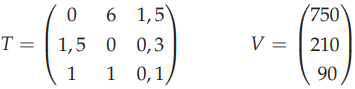 T = ( 0 6 1,5
1,5 0 0,3
1 1 0,1 )
V = ( 750
210
90 )